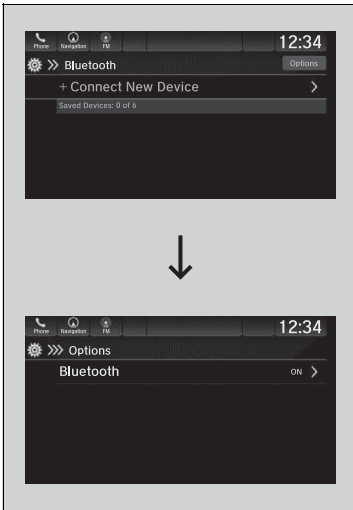 12:34
Phone Navigation FM
Bluetooth Options
+ Connect New Device
Saved Devices: 0 of 6
12:34
Phone Navigation FM
Options
Bluetooth ON